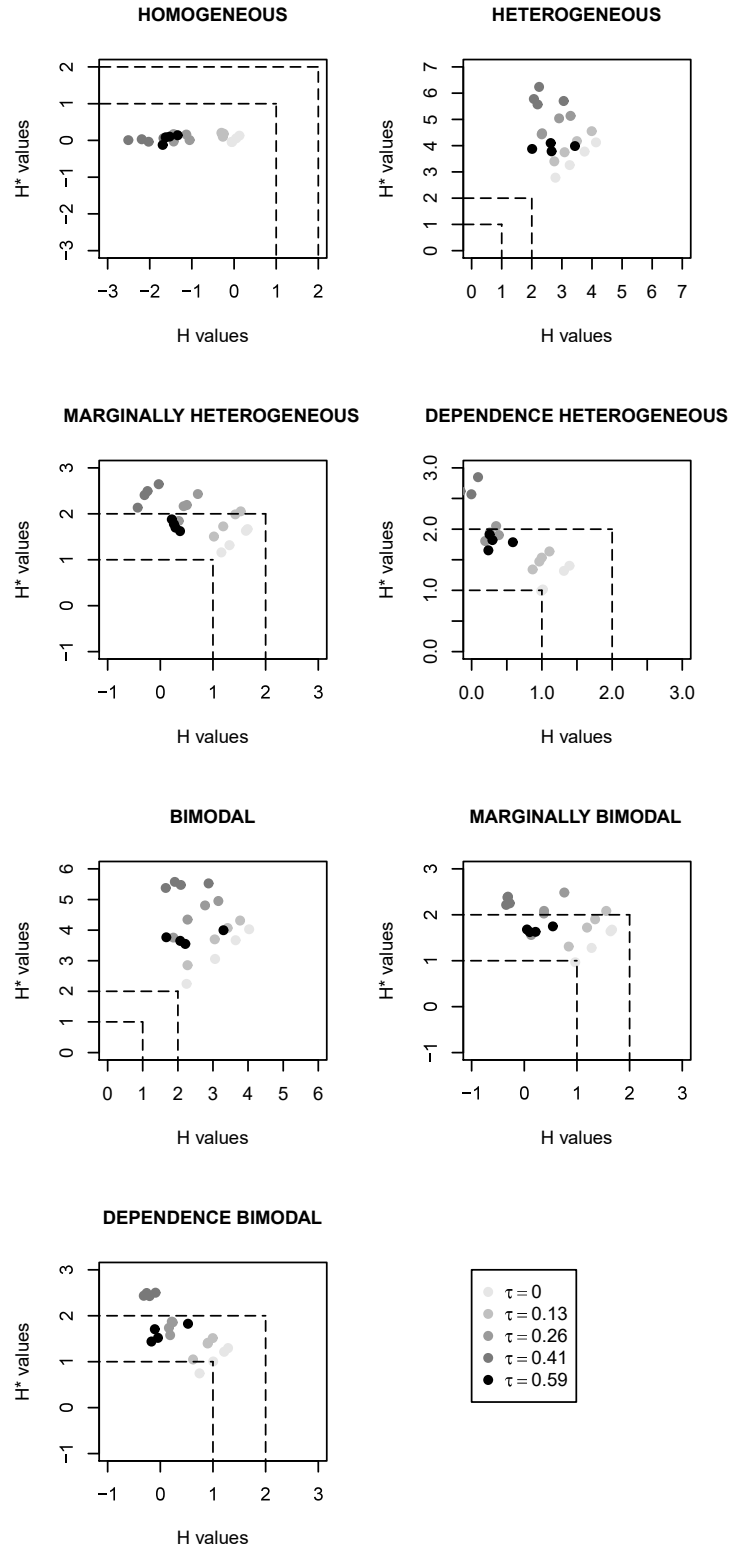 HOMOGENEOUS
H* values
2
1
0
−1
−2
−3
−3 −2 −1 0 1 2
H values
HETEROGENEOUS
H* values
7
6
5
4
3
2
1
0
0 1 2 3 4 5 6 7
H values
MARGINALLY HETEROGENEOUS
H* values
3
2
1
0
−1
−1 0 1 2 3
H values
DEPENDENCE HETEROGENEOUS
H* values
3.0
2.0
1.0
0.0
0.0 1.0 2.0 3.0
H values
BIMODAL
H* values
6
5
4
3
2
1
0
0 1 2 3 4 5 6
H values
MARGINALLY BIMODAL
H* values
3
2
1
0
−1
−1 0 1 2 3
H values
DEPENDENCE BIMODAL
H* values
3
2
1
0
−1
−1 0 1 2 3
H values
τ = 0
τ = 0.13
τ = 0.26
τ = 0.41
τ = 0.59